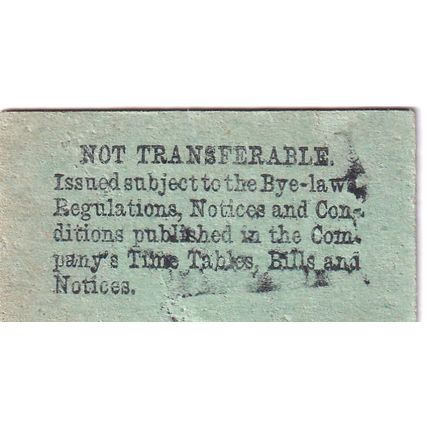 NOT TRANSFERABLE.
Issued subject to the Bye-laws
Regulations, Notices and Con-
ditions published in the Com-
pany's Time Tables, Bills and
Notices.